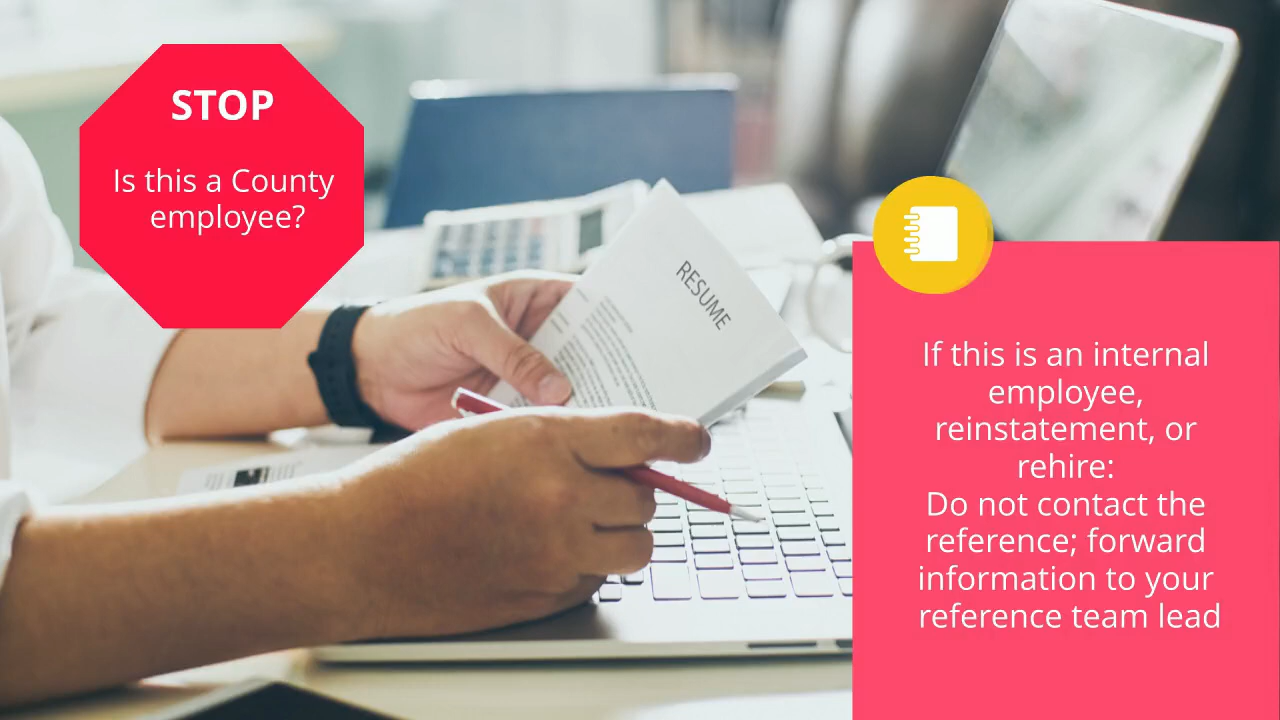 STOP
Is this a County
employee?
RESUME
If this is an internal
employee,
reinstatement, or
rehire:
Do not contact the
reference; forward
information to your
reference team lead